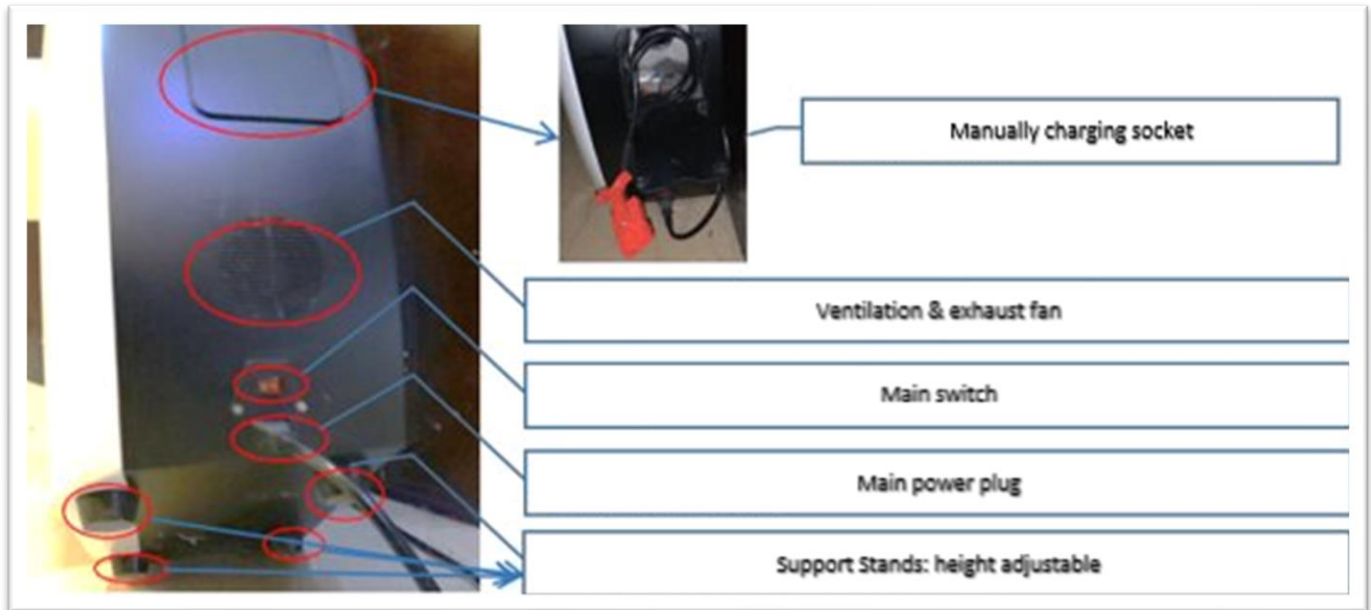 Manually charging socket
Ventilation & exhaust fan
Main switch
Main power plug
Support Stands: height adjustable